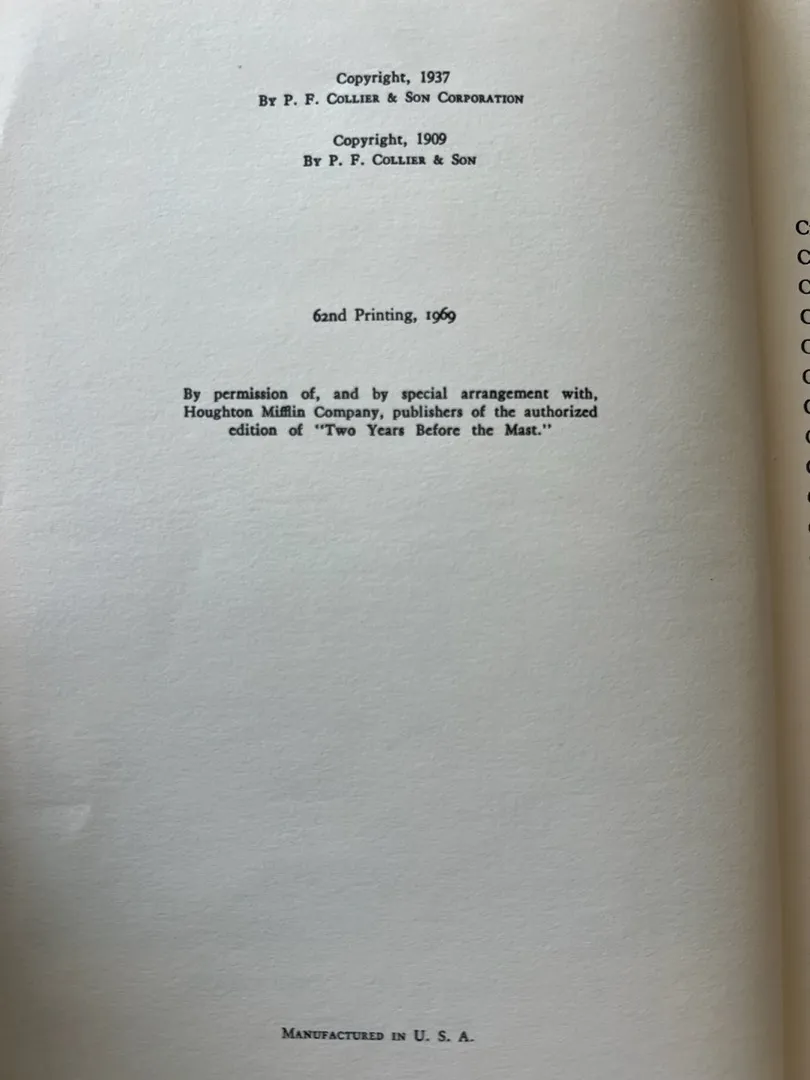 Copyright, 1937
By P. F. Collier & Son Corporation
Copyright, 1909
By P. F. Collier & Son
62nd Printing, 1969
By permission of, and by special arrangement with,
Houghton Mifflin Company, publishers of the authorized
edition of "Two Years Before the Mast."
Manufactured in U. S. A.